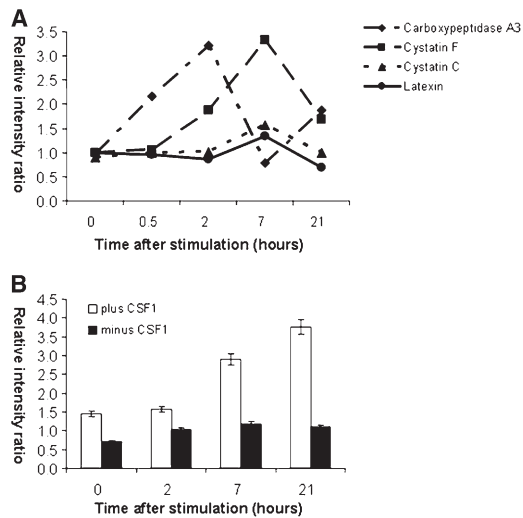 A
Relative intensity ratio
3.5
3.0
2.5
2.0
1.5
1.0
0.5
0.0
0 0.5 2 7 21
Time after stimulation (hours)
Carboxypeptidase A3
Cystatin F
Cystatin C
Latexin
B
Relative intensity ratio
4.5
4.0
3.5
3.0
2.5
2.0
1.5
1.0
0.5
0.0
plus CSF1
minus CSF1
0 2 7 21
Time after stimulation (hours)